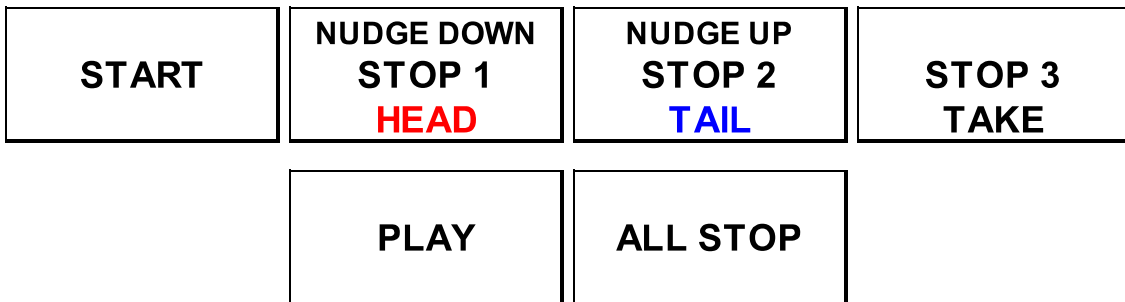 START
NUDGE DOWN
STOP 1
HEAD
NUDGE UP
STOP 2
TAIL
STOP 3
TAKE
PLAY
ALL STOP